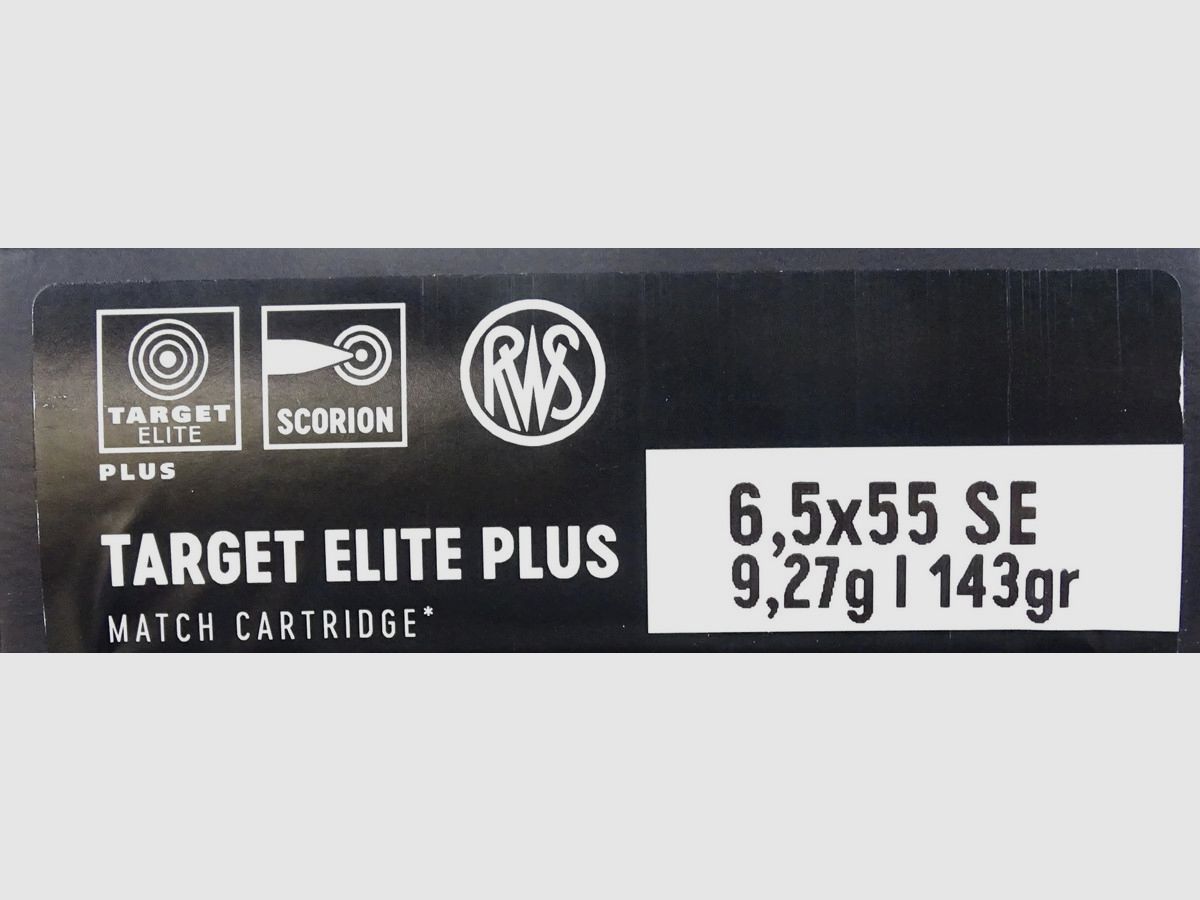 TARGET
ELITE
PLUS
SCORION
RWS
TARGET ELITE PLUS
MATCH CARTRIDGE*
6,5x55 SE
9,27g | 143gr